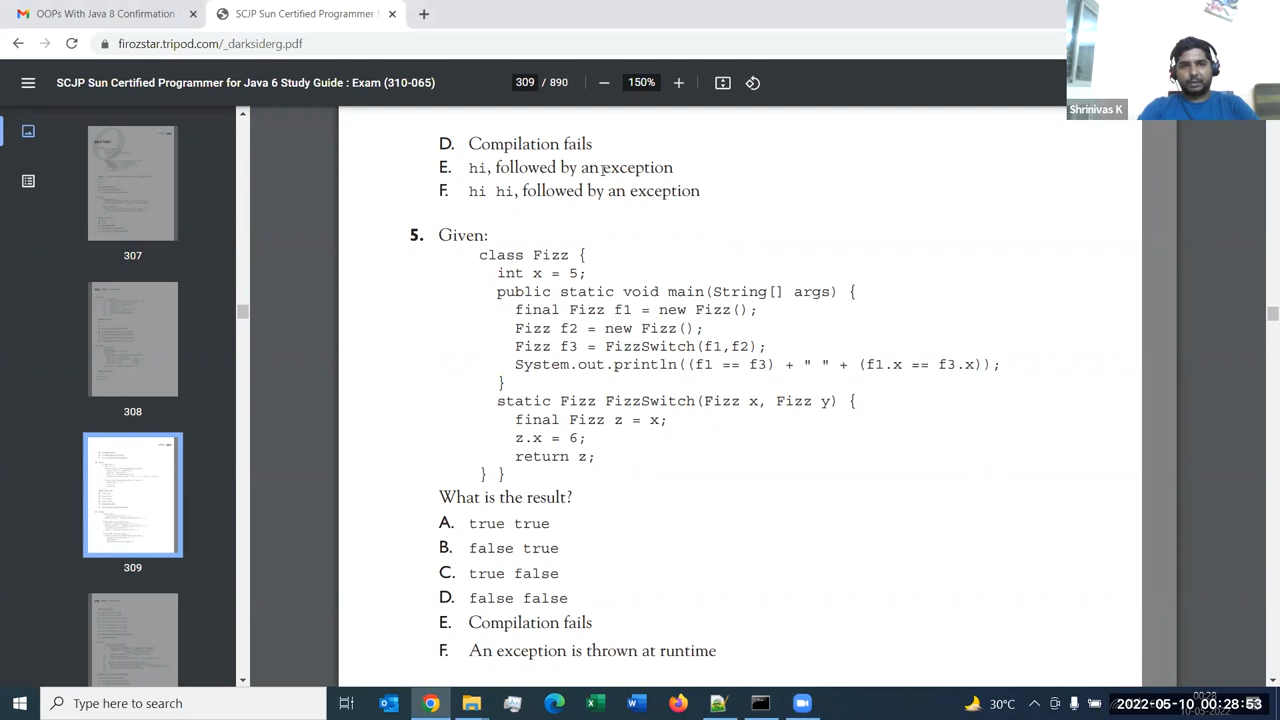 OOPs With Java 8 Confirmation
SCJP Sun Certified Programmer
firozstar.tripod.com/_darksiderg.pdf
SCJP Sun Certified Programmer for Java 6 Study Guide : Exam (310-065)
309 / 890
150%
Shrinivas K
307
308
309
D. Compilation fails
E. hi, followed by an exception
F. hi hi, followed by an exception
5. Given:
class Fizz {
int x = 5;
public static void main(String[] args) {
final Fizz f1 = new Fizz();
Fizz f2 = new Fizz();
Fizz f3 = FizzSwitch(f1,f2);
System.out.println((f1 == f3) + " " + (f1.x == f3.x));
}
static Fizz FizzSwitch(Fizz x, Fizz y) {
final Fizz z = x;
z.x = 6;
return z;
} }
What is the result?
A. true true
B. false true
C. true false
D. false false
E. Compilation fails
F. An exception is thrown at runtime
Type here to search
30°C
00:28
10-05-2022
2022-05-10 00:28:53